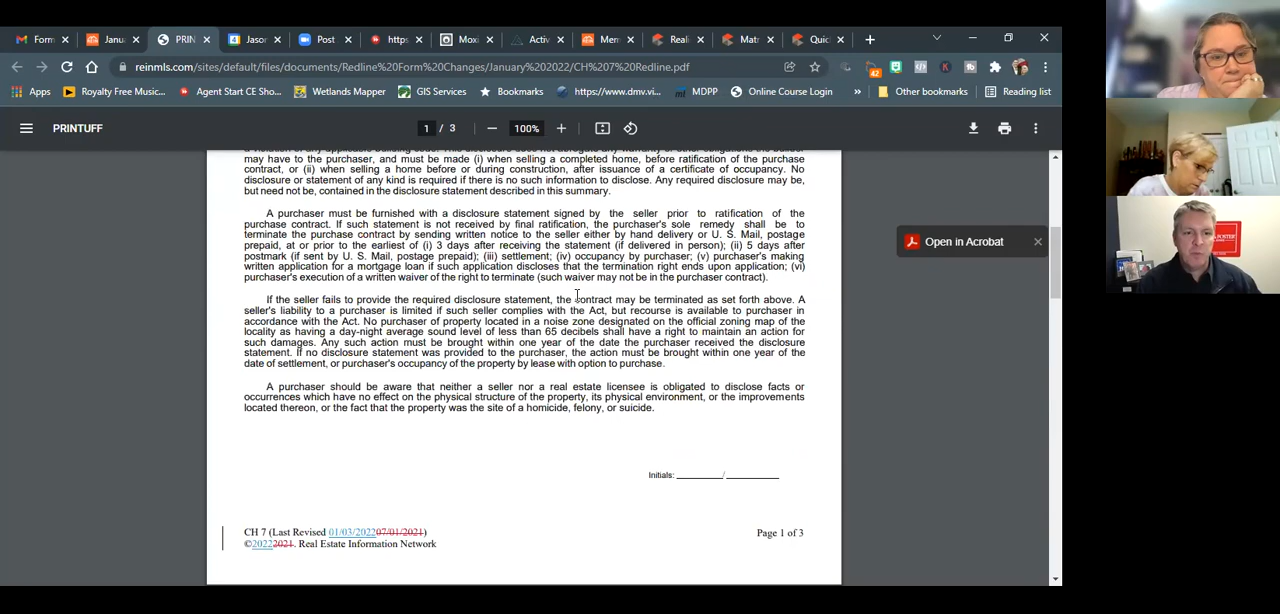 Form
Janu
PRIN
Jason
Post
https
Moxi
Activ
Mem
Reali
Matr
Quic
reinmls.com/sites/default/files/documents/Redline%20Form%20Changes/January%202022/CH%207%20Redline.pdf
42
Apps
Royalty Free Music...
Agent Start CE Sho...
Wetlands Mapper
GIS Services
Bookmarks
https://www.dmv.vi...
MDPP
Online Course Login
»
Other bookmarks
Reading list
PRINTUFF
1 / 3
100%
Open in Acrobat
may have to the purchaser, and must be made (i) when selling a completed home, before ratification of the purchase
contract, or (ii) when selling a home before or during construction, after issuance of a certificate of occupancy. No
disclosure or statement of any kind is required if there is no such information to disclose. Any required disclosure may be,
but need not be, contained in the disclosure statement described in this summary.
A purchaser must be furnished with a disclosure statement signed by the seller prior to ratification of the
purchase contract. If such statement is not received by final ratification, the purchaser's sole remedy shall be to
terminate the purchase contract by sending written notice to the seller either by hand delivery or U. S. Mail, postage
prepaid, at or prior to the earliest of (i) 3 days after receiving the statement (if delivered in person); (ii) 5 days after
postmark (if sent by U. S. Mail, postage prepaid); (iii) settlement; (iv) occupancy by purchaser; (v) purchaser's making
written application for a mortgage loan if such application discloses that the termination right ends upon application; (vi)
purchaser's execution of a written waiver of the right to terminate (such waiver may not be in the purchaser contract).
If the seller fails to provide the required disclosure statement, the contract may be terminated as set forth above. A
seller's liability to a purchaser is limited if such seller complies with the Act, but recourse is available to purchaser in
accordance with the Act. No purchaser of property located in a noise zone designated on the official zoning map of the
locality as having a day-night average sound level of less than 65 decibels shall have a right to maintain an action for
such damages. Any such action must be brought within one year of the date the purchaser received the disclosure
statement. If no disclosure statement was provided to the purchaser, the action must be brought within one year of the
date of settlement, or purchaser's occupancy of the property by lease with option to purchase.
A purchaser should be aware that neither a seller nor a real estate licensee is obligated to disclose facts or
occurrences which have no effect on the physical structure of the property, its physical environment, or the improvements
located thereon, or the fact that the property was the site of a homicide, felony, or suicide.
Initials: ________/__________
CH 7 (Last Revised 01/03/202207/01/2021)
Page 1 of 3
©20222021. Real Estate Information Network